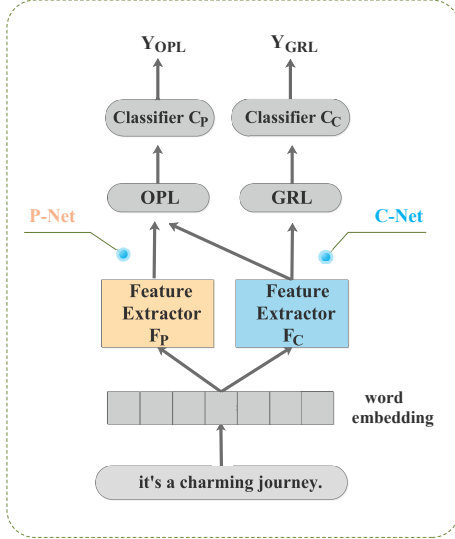 Y_OPL Y_GRL
Classifier C_P Classifier C_C
OPL GRL
P-Net C-Net
Feature Extractor F_P
Feature Extractor F_C
word
embedding
it's a charming journey.